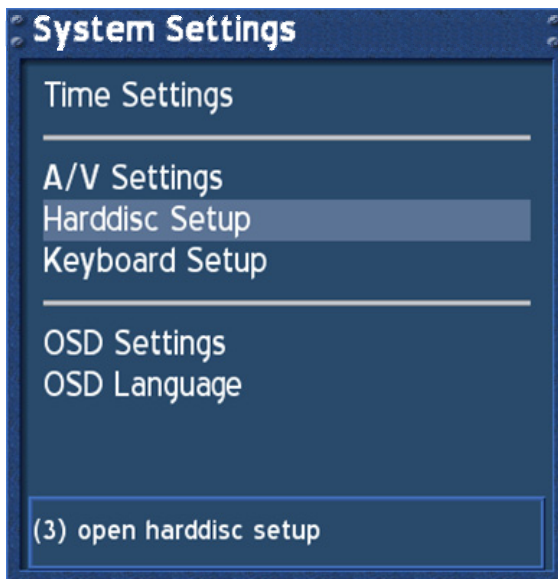 System Settings
Time Settings
A/V Settings
Harddisc Setup
Keyboard Setup
OSD Settings
OSD Language
(3) open harddisc setup